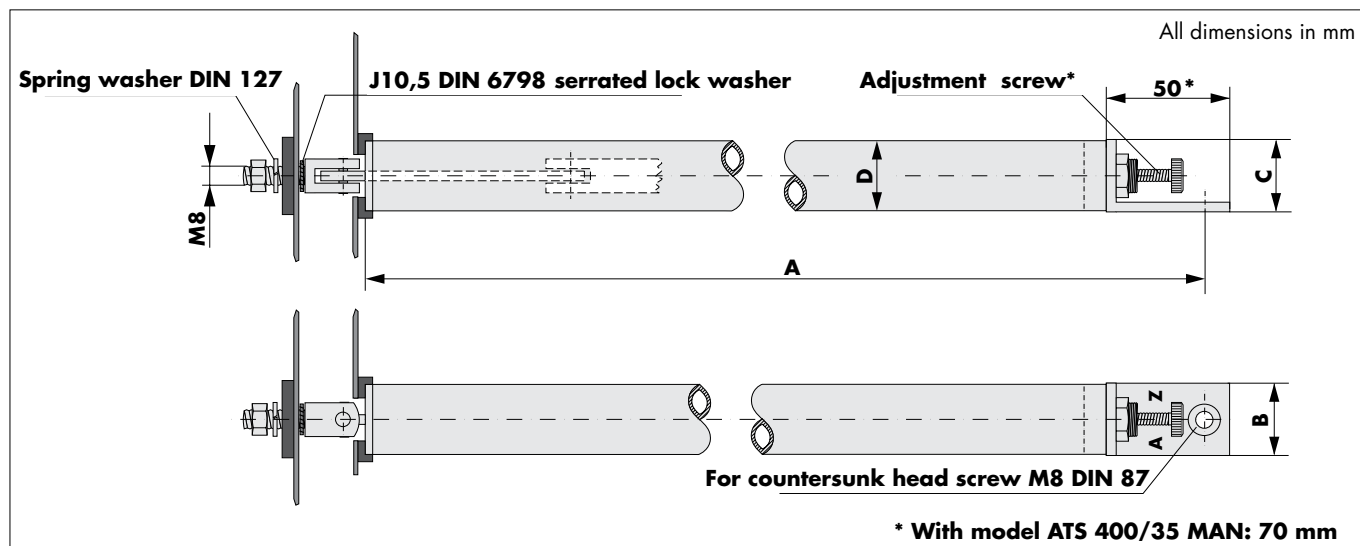 All dimensions in mm
Spring washer DIN 127
J10,5 DIN 6798 serrated lock washer
Adjustment screw*
50*
M8
D
C
A
Z
A
B
For countersunk head screw M8 DIN 87
* With model ATS 400/35 MAN: 70 mm